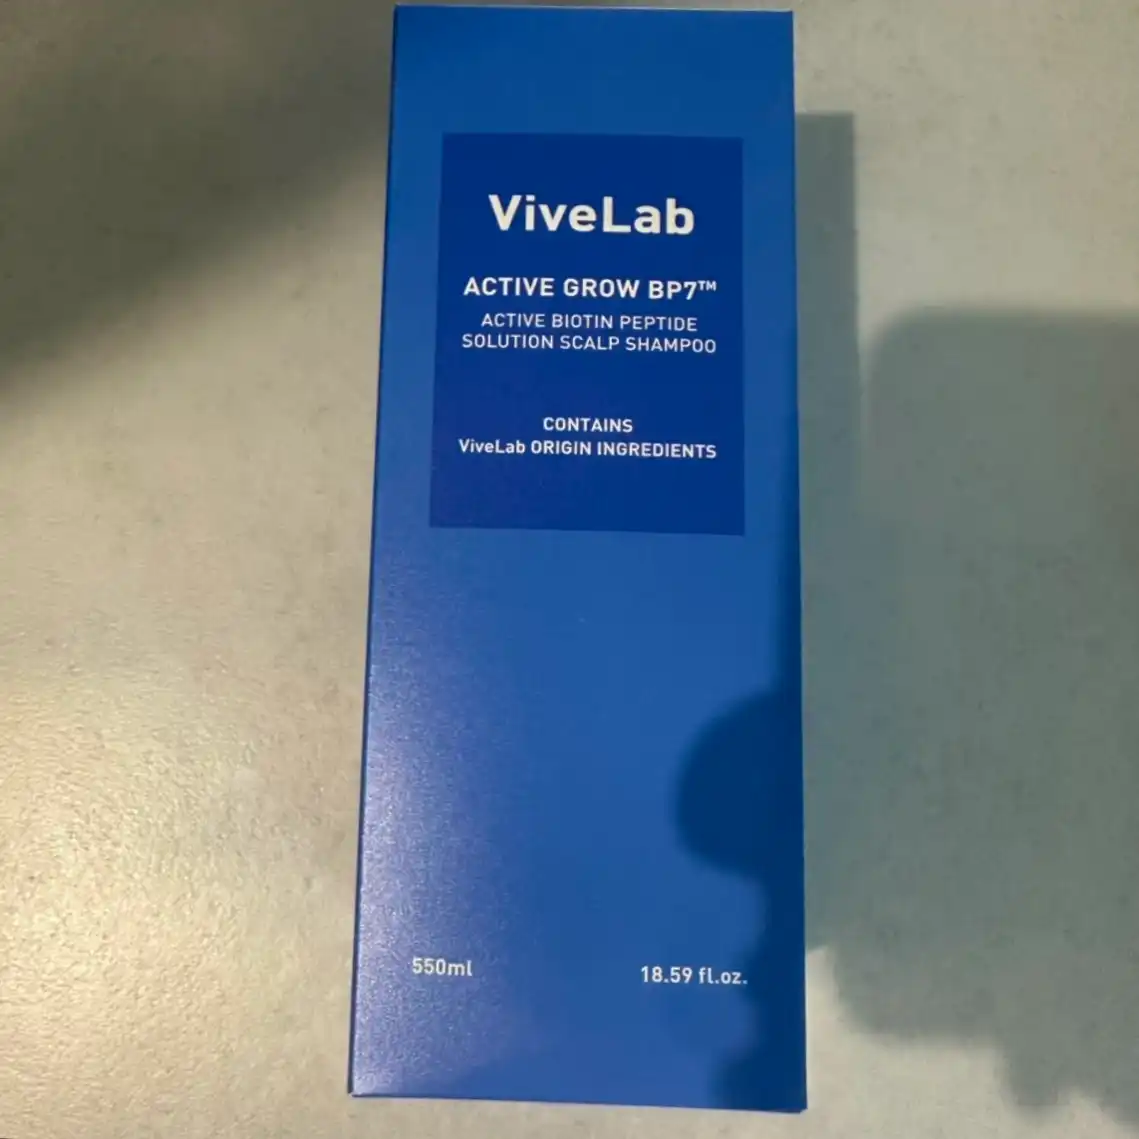 ViveLab
ACTIVE GROW BP7™
ACTIVE BIOTIN PEPTIDE
SOLUTION SCALP SHAMPOO
CONTAINS
ViveLab ORIGIN INGREDIENTS
550ml 18.59 fl.oz.